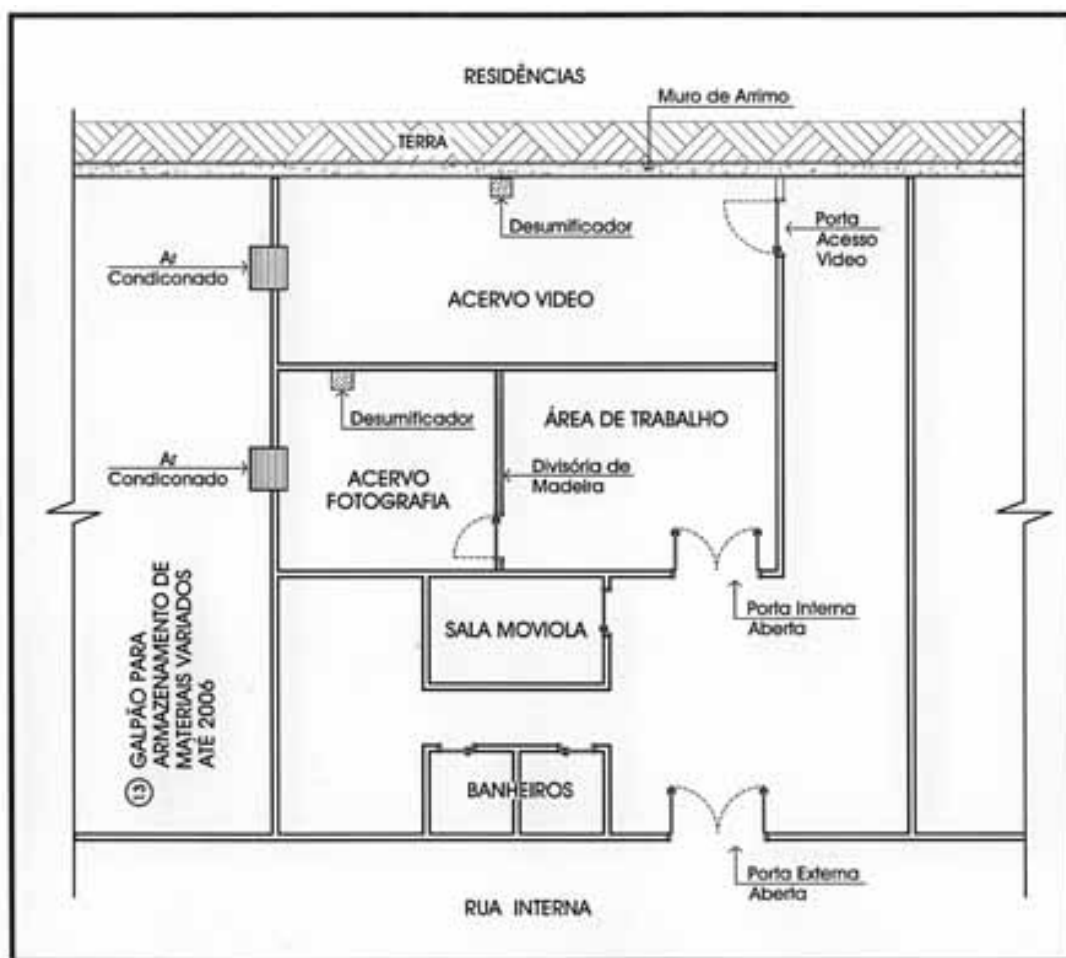 RESIDÊNCIAS
Muro de Arrimo
TERRA
Desumificador
Porta
Acesso
Video
Ar
Condiconado
ACERVO VIDEO
Desumificador
ÁREA DE TRABALHO
Ar
Condiconado
ACERVO
FOTOGRAFIA
Divisória de
Madeira
13 GALPÃO PARA
ARMAZENAMENTO DE
MATERIAIS VARIADOS
ATÉ 2006
SALA MOVIOLA
Porta Interna
Aberta
BANHEIROS
Porta Externa
Aberta
RUA INTERNA